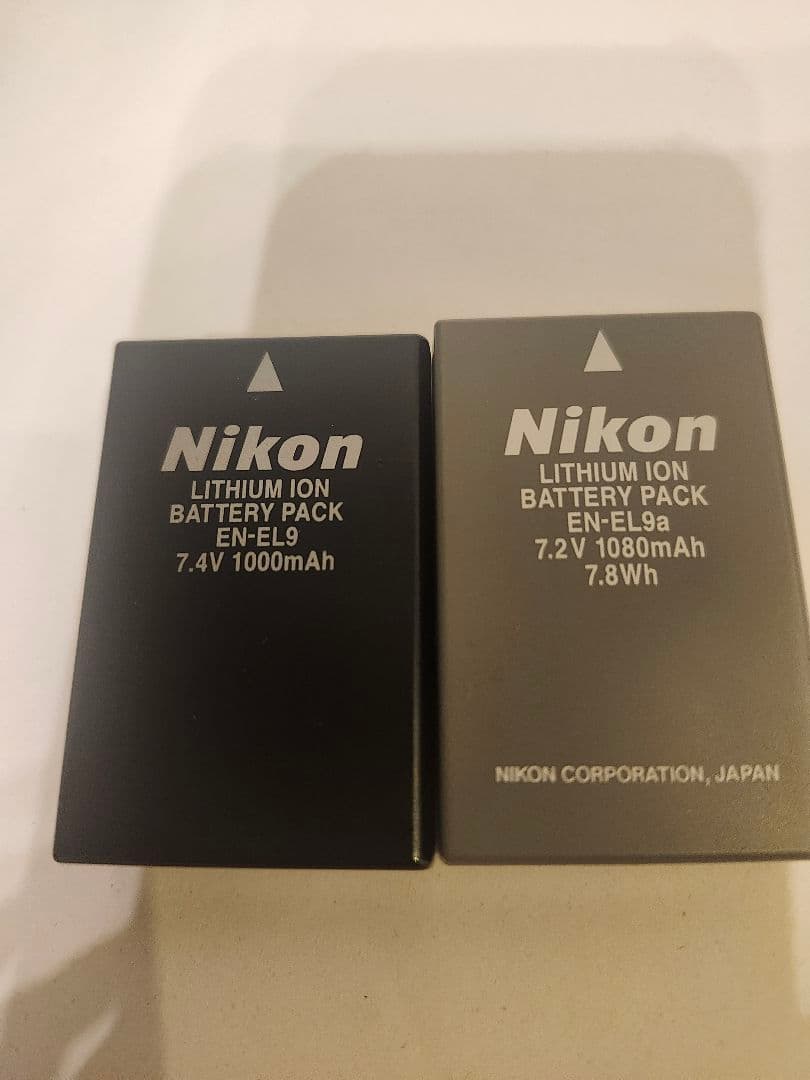 Nikon
LITHIUM ION
BATTERY PACK
EN-EL9
7.4V 1000mAh
Nikon
LITHIUM ION
BATTERY PACK
EN-EL9a
7.2V 1080mAh
7.8Wh
NIKON CORPORATION, JAPAN